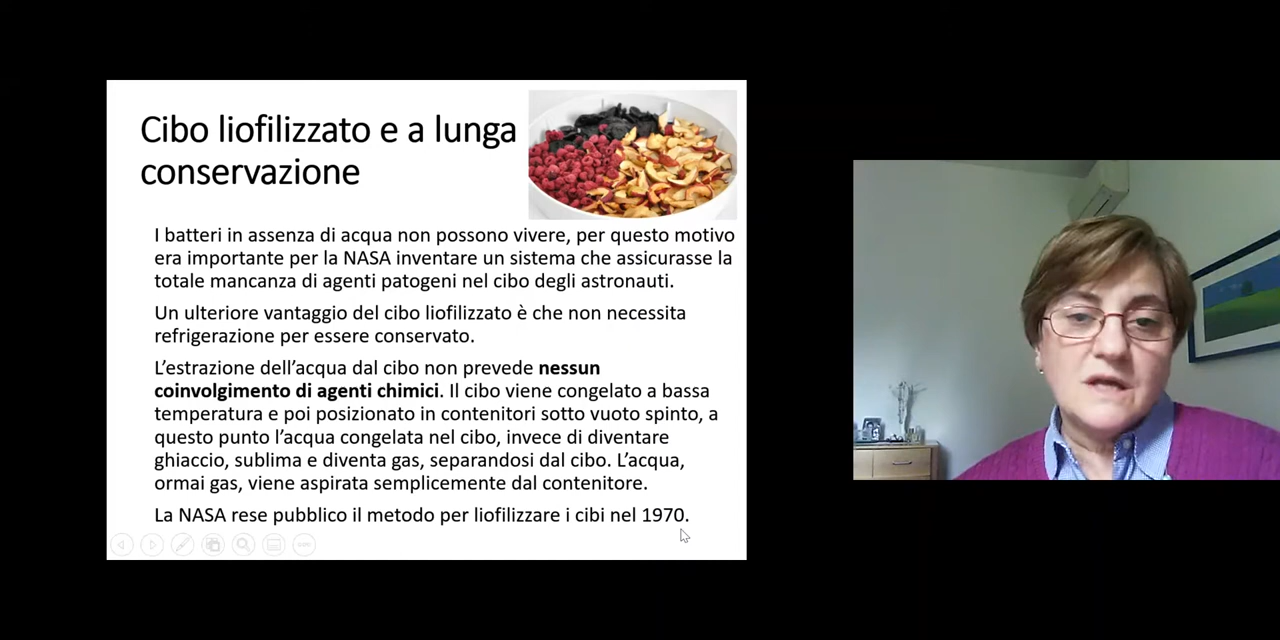 Cibo liofilizzato e a lunga
conservazione
I batteri in assenza di acqua non possono vivere, per questo motivo
era importante per la NASA inventare un sistema che assicurasse la
totale mancanza di agenti patogeni nel cibo degli astronauti.
Un ulteriore vantaggio del cibo liofilizzato è che non necessita
refrigerazione per essere conservato.
L'estrazione dell'acqua dal cibo non prevede nessun
coinvolgimento di agenti chimici. Il cibo viene congelato a bassa
temperatura e poi posizionato in contenitori sotto vuoto spinto, a
questo punto l'acqua congelata nel cibo, invece di diventare
ghiaccio, sublima e diventa gas, separandosi dal cibo. L'acqua,
ormai gas, viene aspirata semplicemente dal contenitore.
La NASA rese pubblico il metodo per liofilizzare i cibi nel 1970.